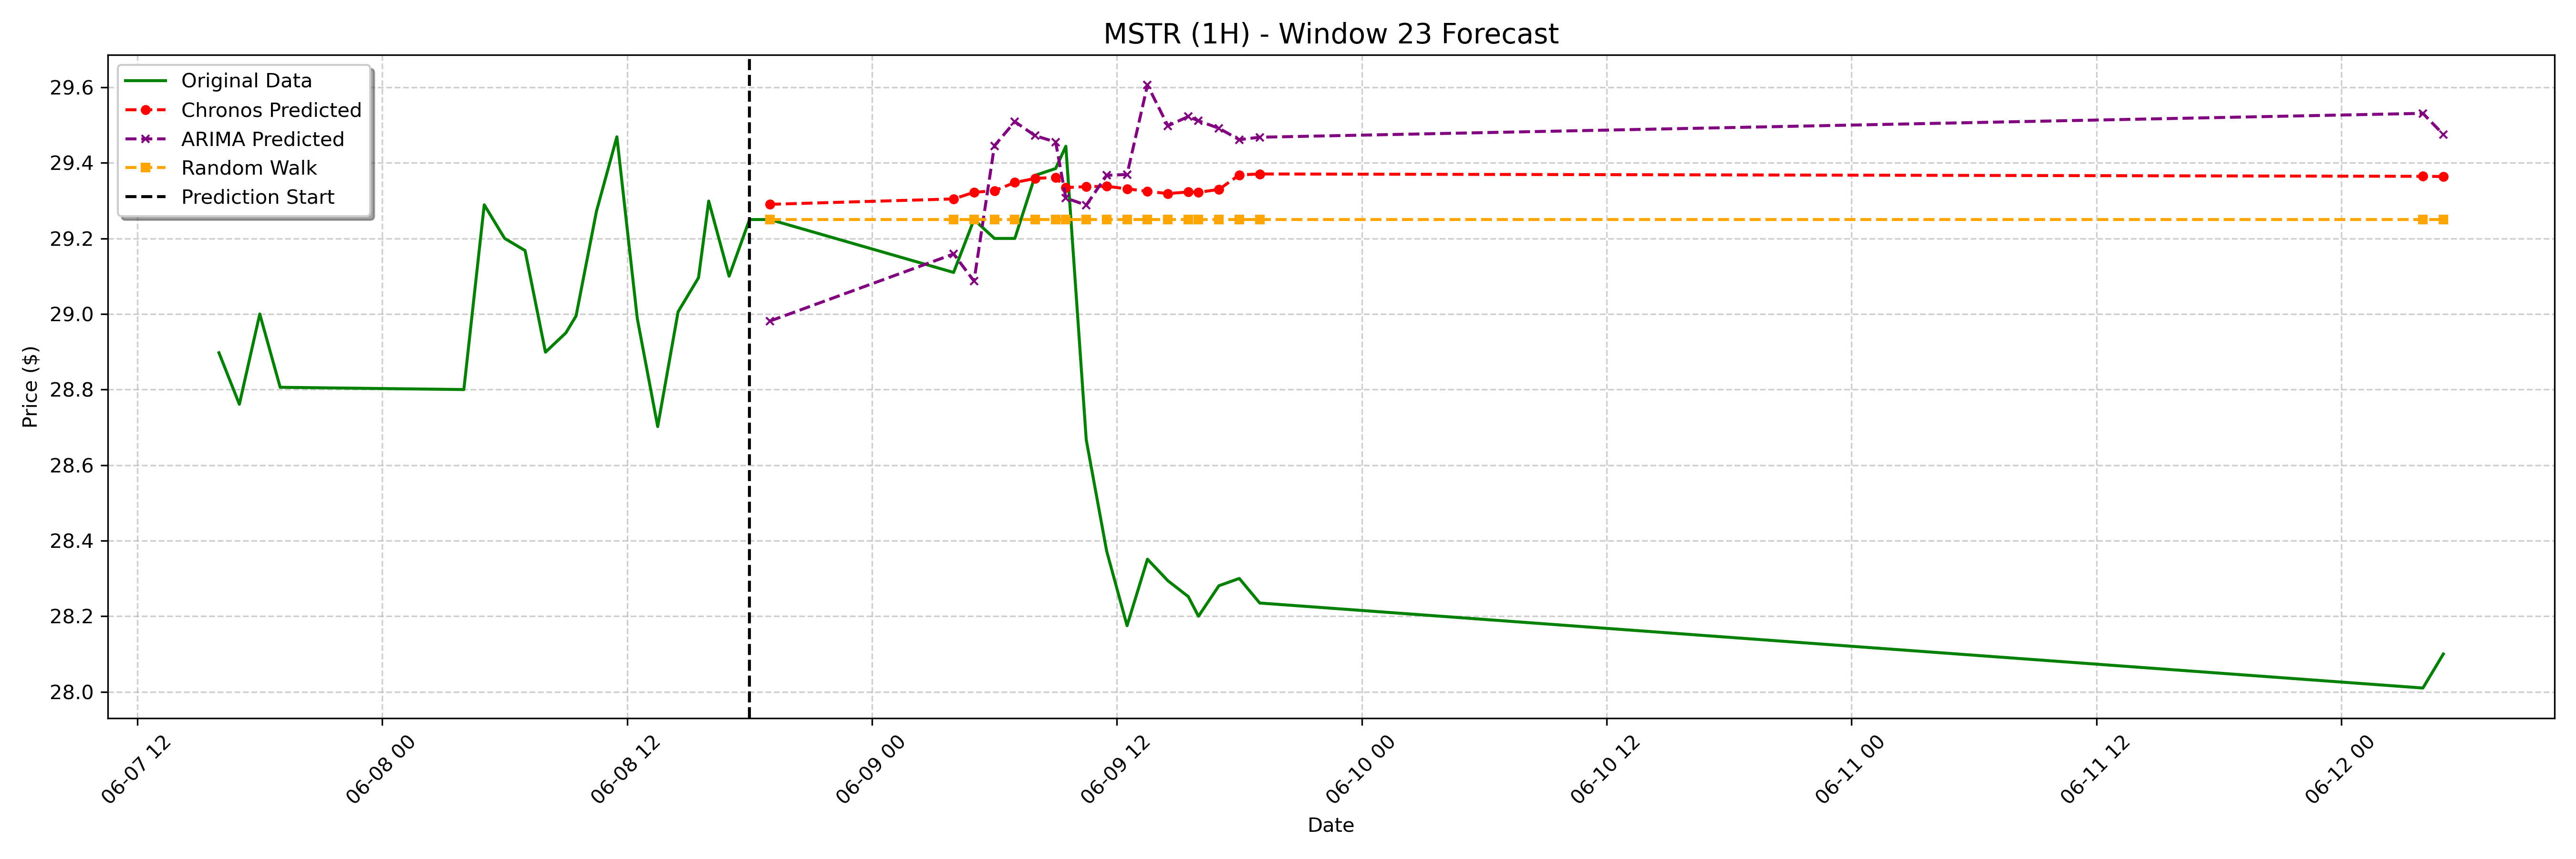 MSTR (1H) - Window 23 Forecast
Original Data
Chronos Predicted
ARIMA Predicted
Random Walk
Prediction Start
Price ($)
29.6
29.4
29.2
29.0
28.8
28.6
28.4
28.2
28.0
06-07 12
06-08 00
06-08 12
06-09 00
06-09 12
06-10 00
06-10 12
06-11 00
06-11 12
06-12 00
Date